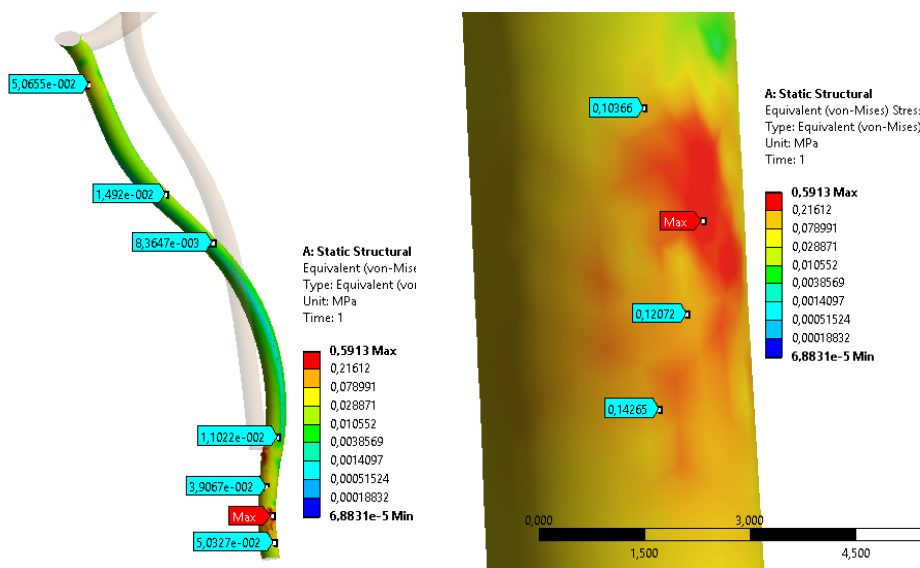 5,0655e-002
1,492e-002
8,3647e-003
A: Static Structural
Equivalent (von-Mise
Type: Equivalent (vo
Unit: MPa
Time: 1
0,5913 Max
0,21612
0,078991
0,028871
0,010552
0,0038569
0,0014097
0,00051524
0,00018832
6,8831e-5 Min
1,1022e-002
3,9067e-002
Max
5,0327e-002
0,10366
Max
0,12072
0,14265
A: Static Structural
Equivalent (von-Mises) Stres
Type: Equivalent (von-Mises)
Unit: MPa
Time: 1
0,5913 Max
0,21612
0,078991
0,028871
0,010552
0,0038569
0,0014097
0,00051524
0,00018832
6,8831e-5 Min
0,000
3,000
1,500
4,500